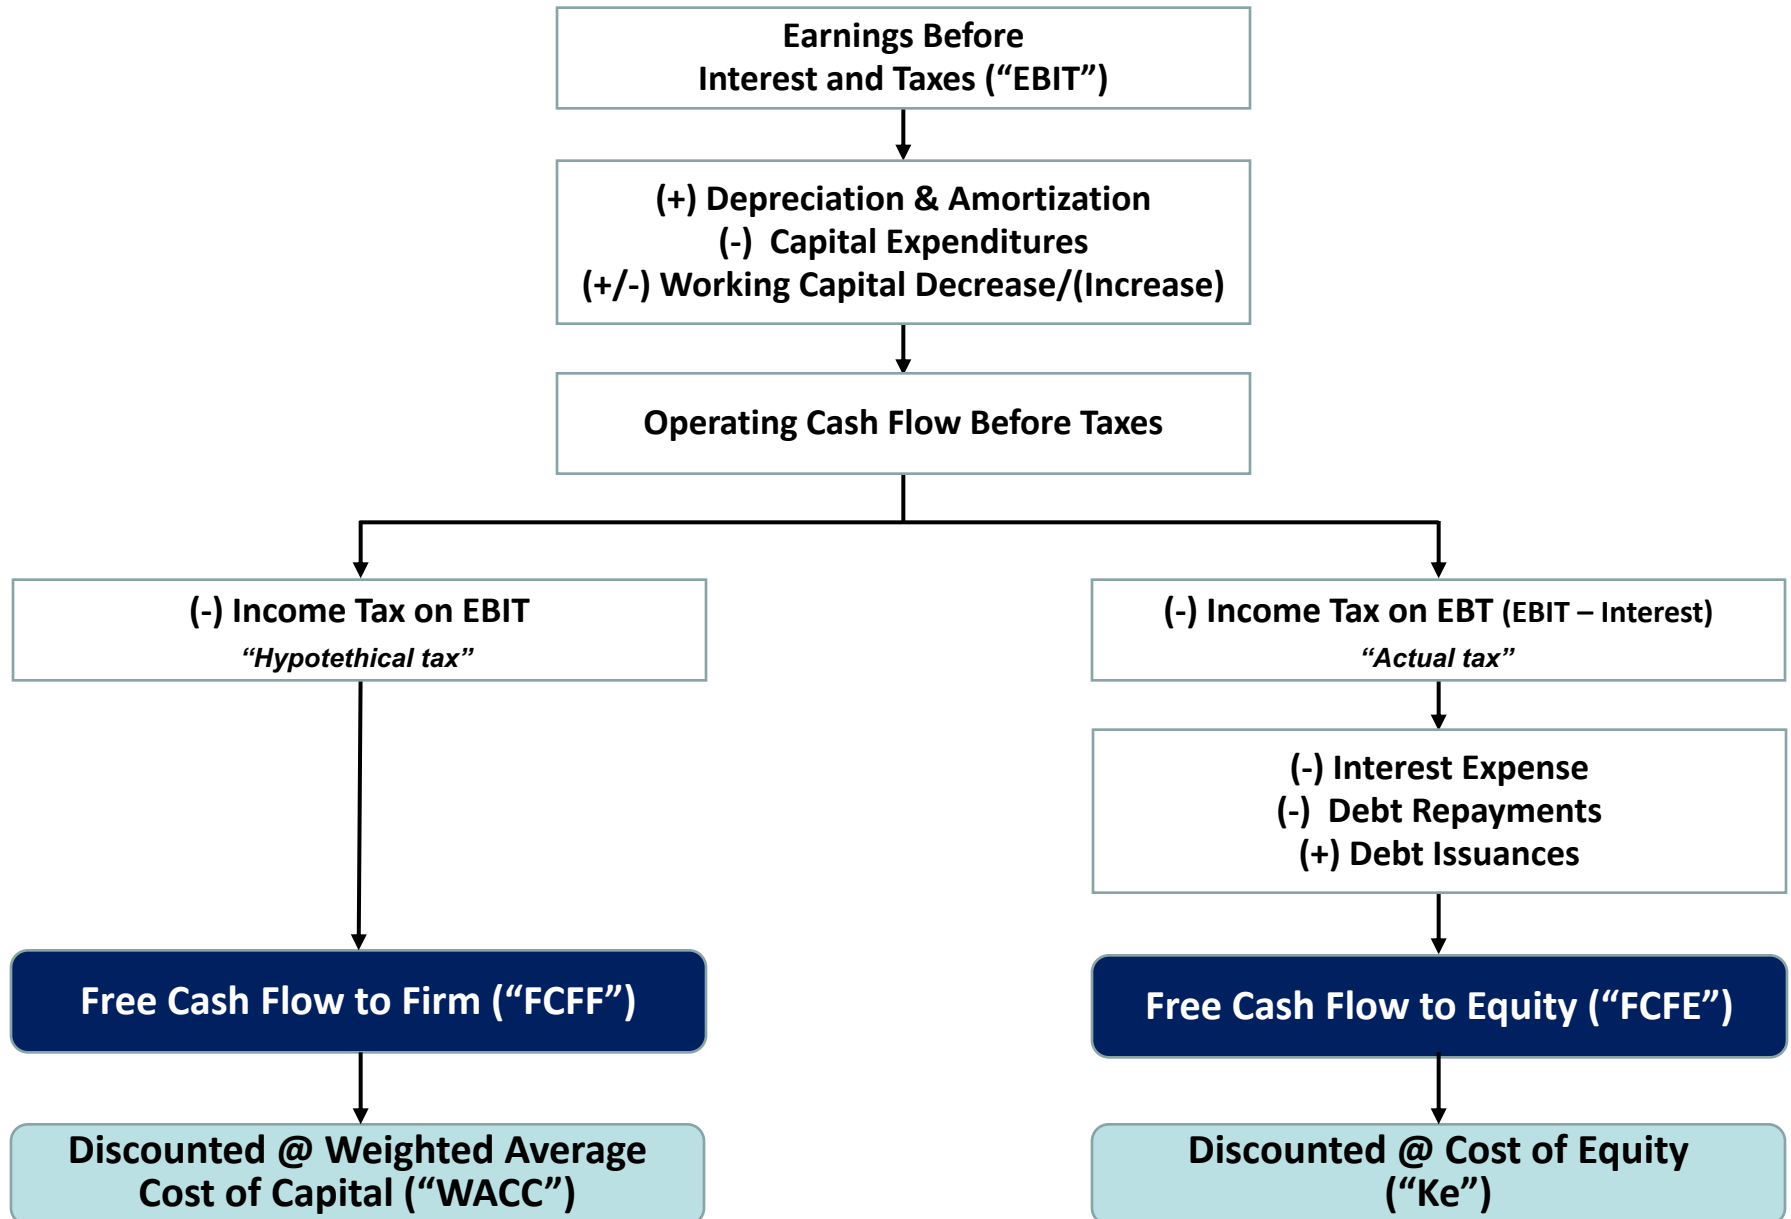 Earnings Before
Interest and Taxes (“EBIT”)
(+) Depreciation & Amortization
(-) Capital Expenditures
(+/-) Working Capital Decrease/(Increase)
Operating Cash Flow Before Taxes
(-) Income Tax on EBIT
“Hypotethical tax”
(-) Income Tax on EBT (EBIT – Interest)
“Actual tax”
(-) Interest Expense
(-) Debt Repayments
(+) Debt Issuances
Free Cash Flow to Firm (“FCFF”)
Free Cash Flow to Equity (“FCFE”)
Discounted @ Weighted Average
Cost of Capital (“WACC”)
Discounted @ Cost of Equity
(“Ke”)